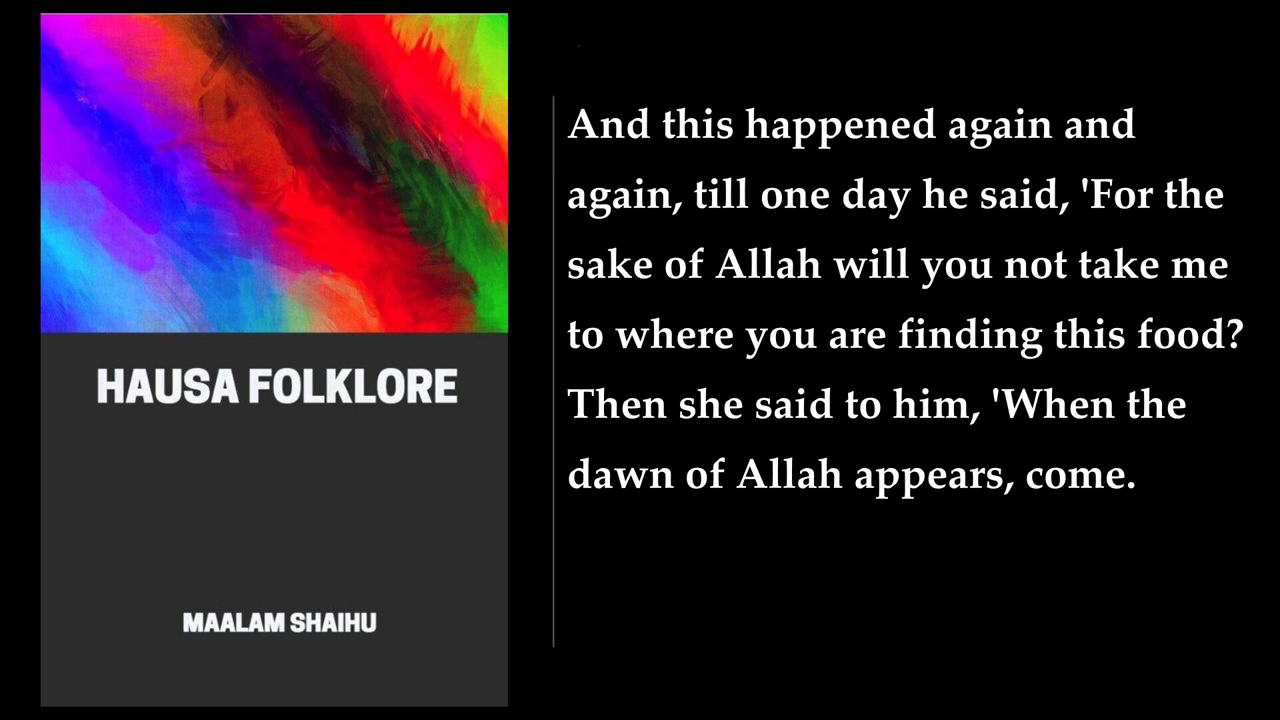 HAUSA FOLKLORE
MAALAM SHAIHU
And this happened again and
again, till one day he said, 'For the
sake of Allah will you not take me
to where you are finding this food?
Then she said to him, 'When the
dawn of Allah appears, come.